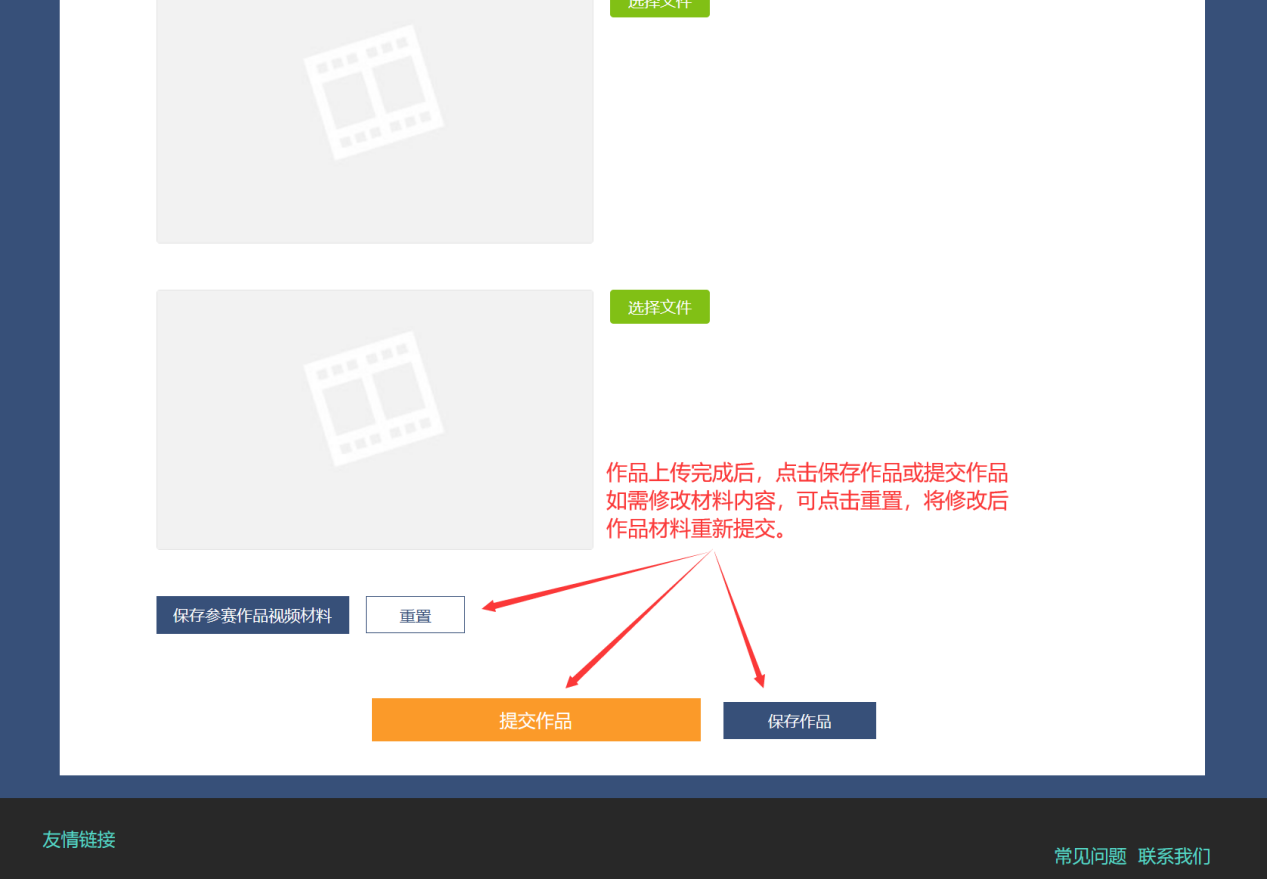 选择文件
选择文件
作品上传完成后，点击保存作品或提交作品
如需修改材料内容，可点击重置，将修改后
作品材料重新提交。
保存参赛作品视频材料
重置
提交作品
保存作品
友情链接
常见问题 联系我们